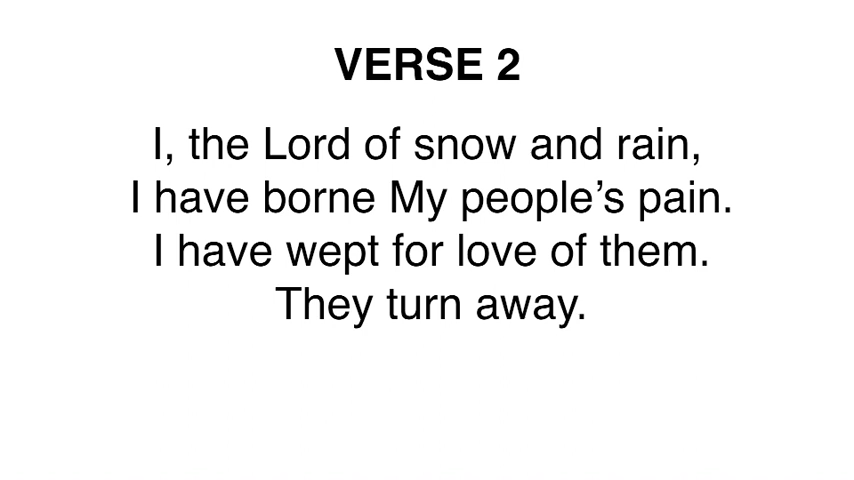 VERSE 2
I, the Lord of snow and rain,
I have borne My people’s pain.
I have wept for love of them.
They turn away.